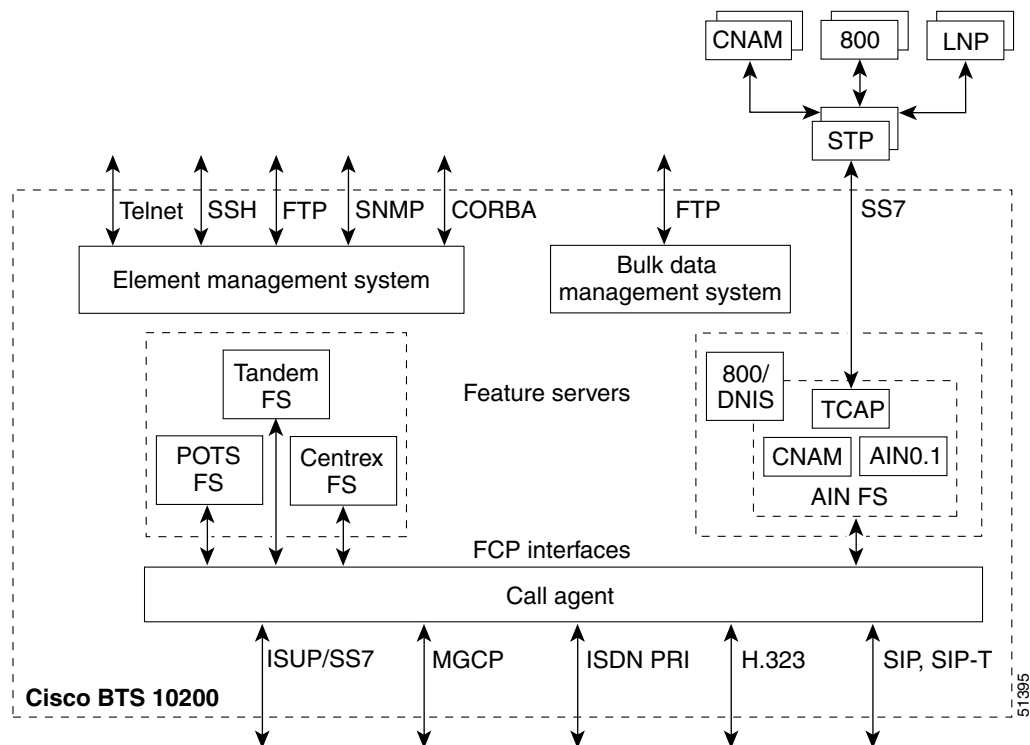 CNAM
800
LNP
STP
Telnet
SSH
FTP
SNMP
CORBA
FTP
SS7
Element management system
Bulk data
management system
Tandem
FS
Feature servers
800/
DNIS
TCAP
POTS
FS
Centrex
FS
CNAM
AIN0.1
AIN FS
FCP interfaces
Call agent
ISUP/SS7
MGCP
ISDN PRI
H.323
SIP, SIP-T
Cisco BTS 10200
51395